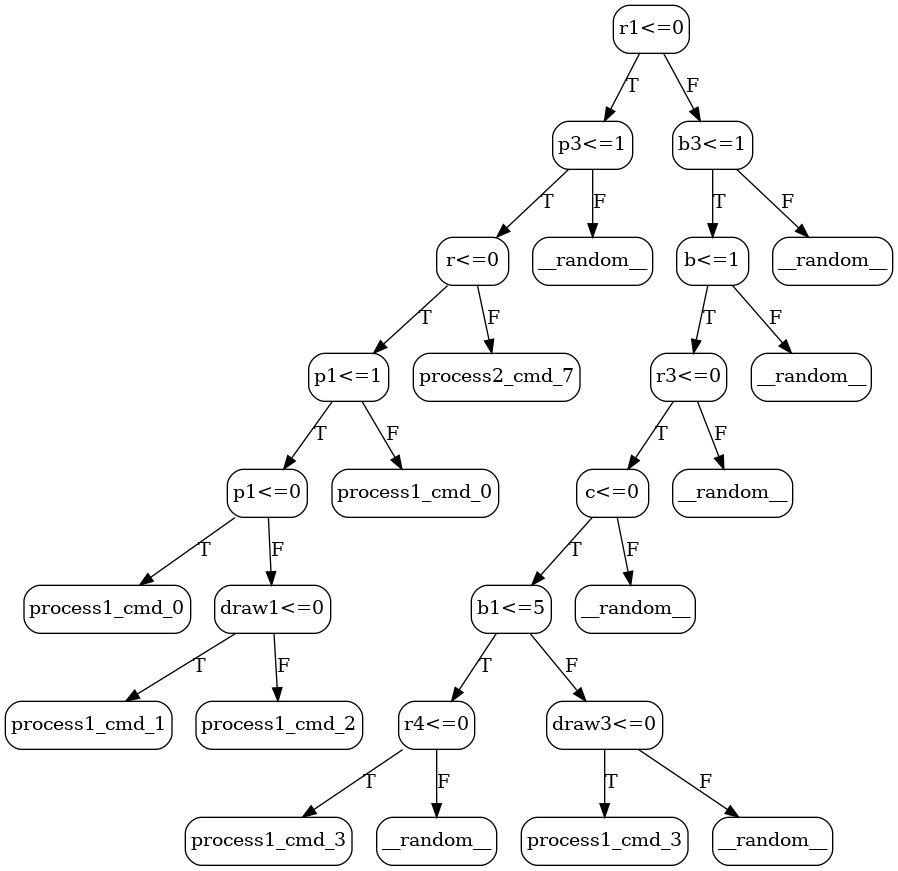 r1<=0
T
F
p3<=1
b3<=1
T
F
T
F
r<=0
__random__
b<=1
__random__
T
F
T
F
p1<=1
process2_cmd_7
r3<=0
__random__
T
F
T
F
p1<=0
process1_cmd_0
c<=0
__random__
T
F
T
F
process1_cmd_0
draw1<=0
b1<=5
__random__
T
F
T
F
process1_cmd_1
process1_cmd_2
r4<=0
draw3<=0
T
F
T
F
process1_cmd_3
__random__
process1_cmd_3
__random__